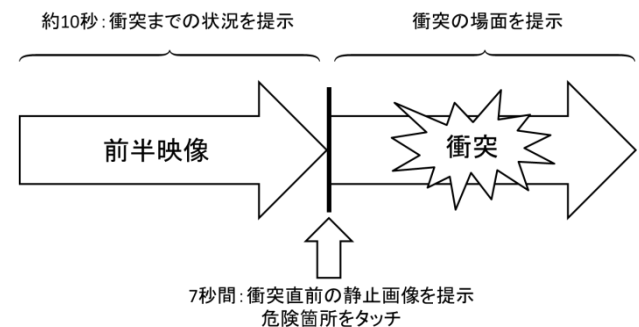 約10秒：衝突までの状況を提示
衝突の場面を提示
前半映像
衝突
7秒間：衝突直前の静止画像を提示
危険箇所をタッチ